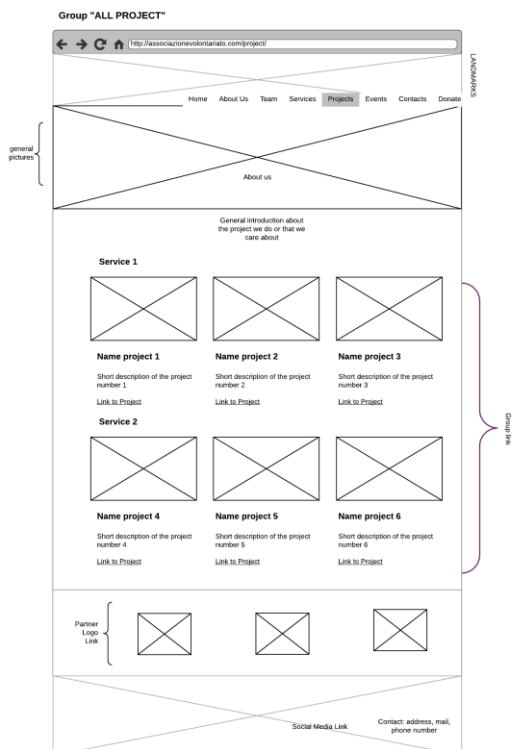 Group "ALL PROJECT"
http://associazionevolontariato.com/project/
LANDMARKS
Home About Us Team Services Projects Events Contacts Donate
general
pictures
About us
General introduction about
the project we do or that we
care about
Service 1
Name project 1 Name project 2 Name project 3
Short description of the project Short description of the project Short description of the project
number 1 number 2 number 3
Link to Project Link to Project Link to Project
Group link
Service 2
Name project 4 Name project 5 Name project 6
Short description of the project Short description of the project Short description of the project
number 4 number 5 number 6
Link to Project Link to Project Link to Project
Partner
Logo
Link
Social Media Link
Contact: address, mail,
phone number